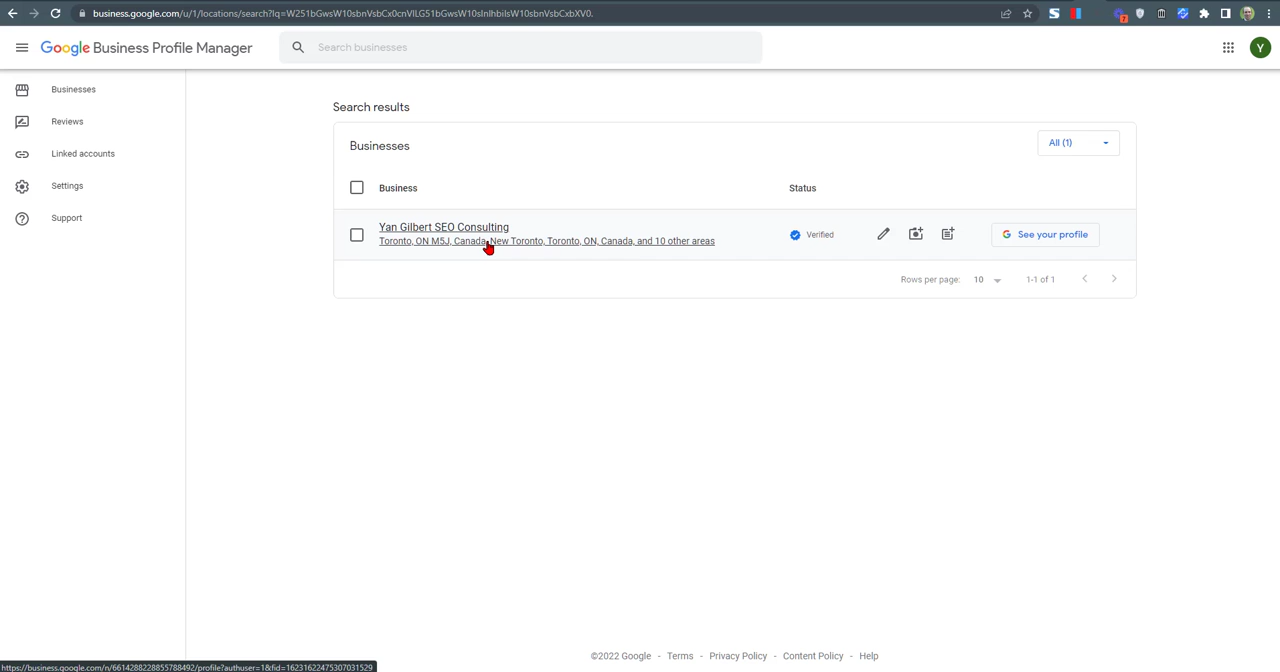 business.google.com/u/1/locations/search?lq=W251bGwsW10sbnVsbCx0cnVlLG51bGwsW10sInIhbiIsW10sbnVsbCxbXV0.
7
Google Business Profile Manager
Search businesses
Y
Businesses
Reviews
Linked accounts
Settings
Support
Search results
Businesses
All (1)
Business Status
Yan Gilbert SEO Consulting
Toronto, ON M5J, Canada, New Toronto, Toronto, ON, Canada, and 10 other areas
Verified
G See your profile
Rows per page: 10 1-1 of 1
©2022 Google - Terms - Privacy Policy - Content Policy - Help
https://business.google.com/n/6614288228855788492/profile?authuser=1&fid=16231622475307031529